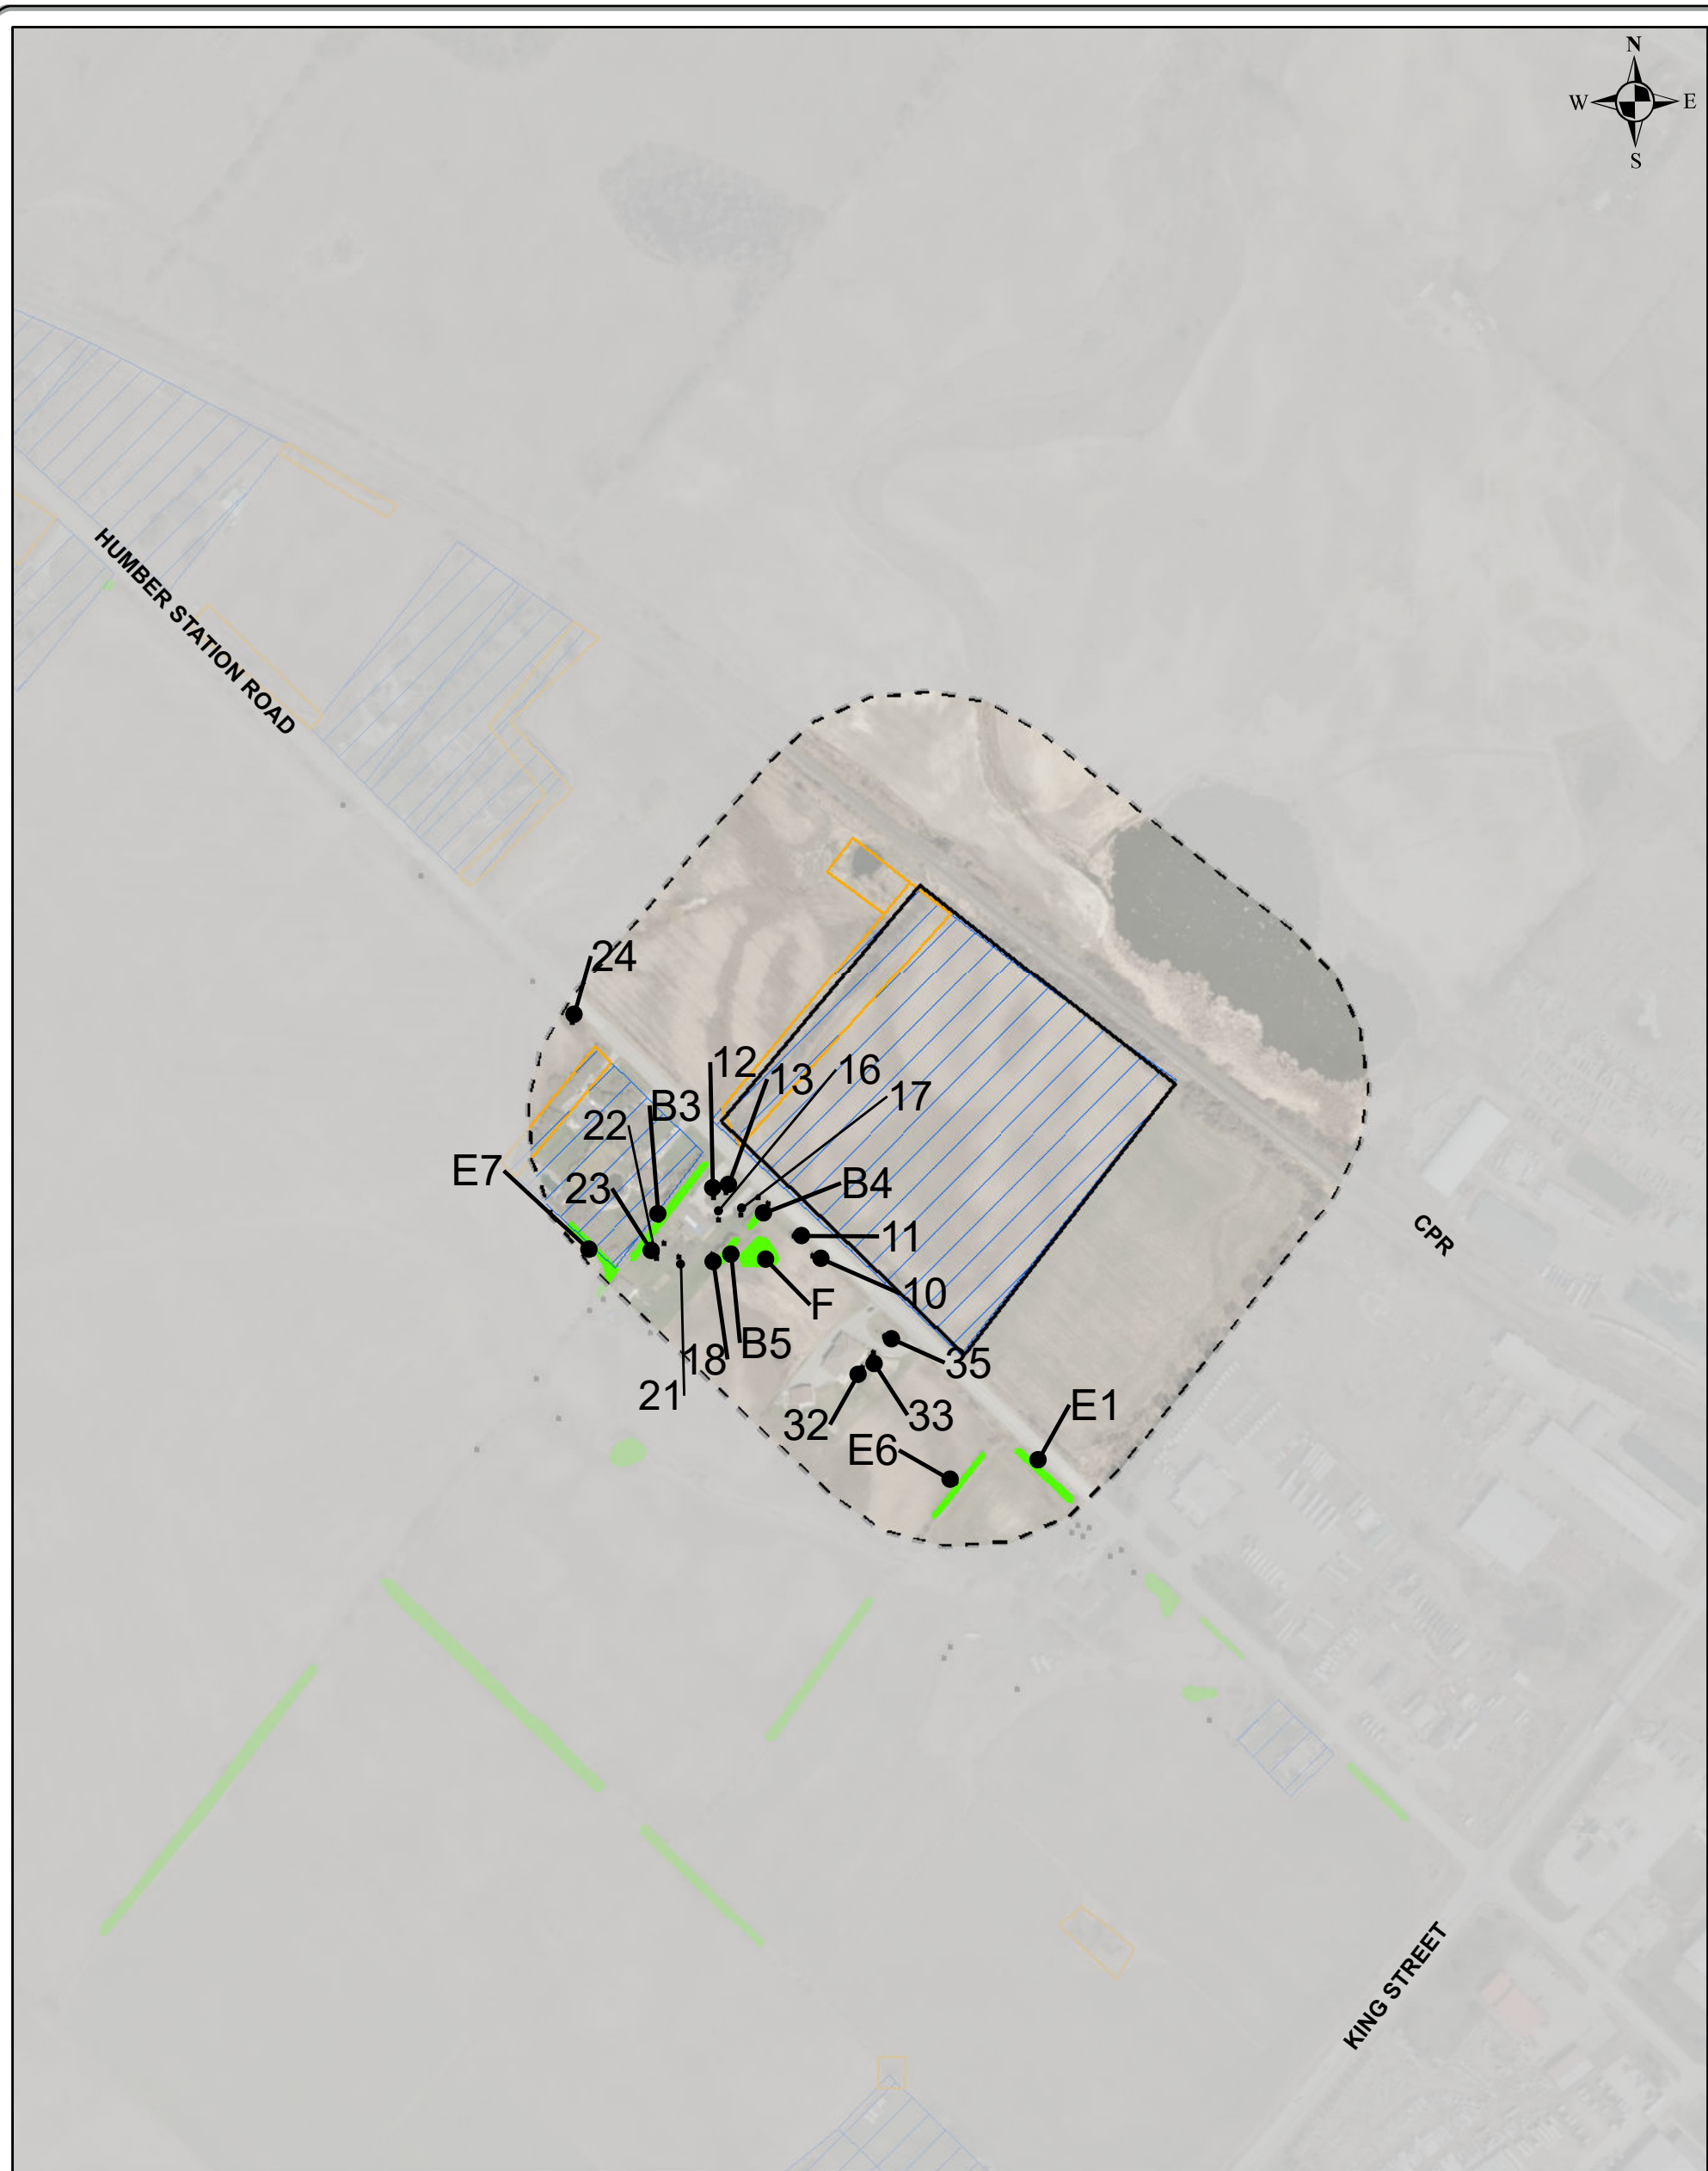 N
W E
S
HUMBER STATION ROAD
24
12
13
16
17
B3
22
E7
23
B4
11
10
F
B5
18
35
21
33
32
E1
E6
CPR
KING STREET